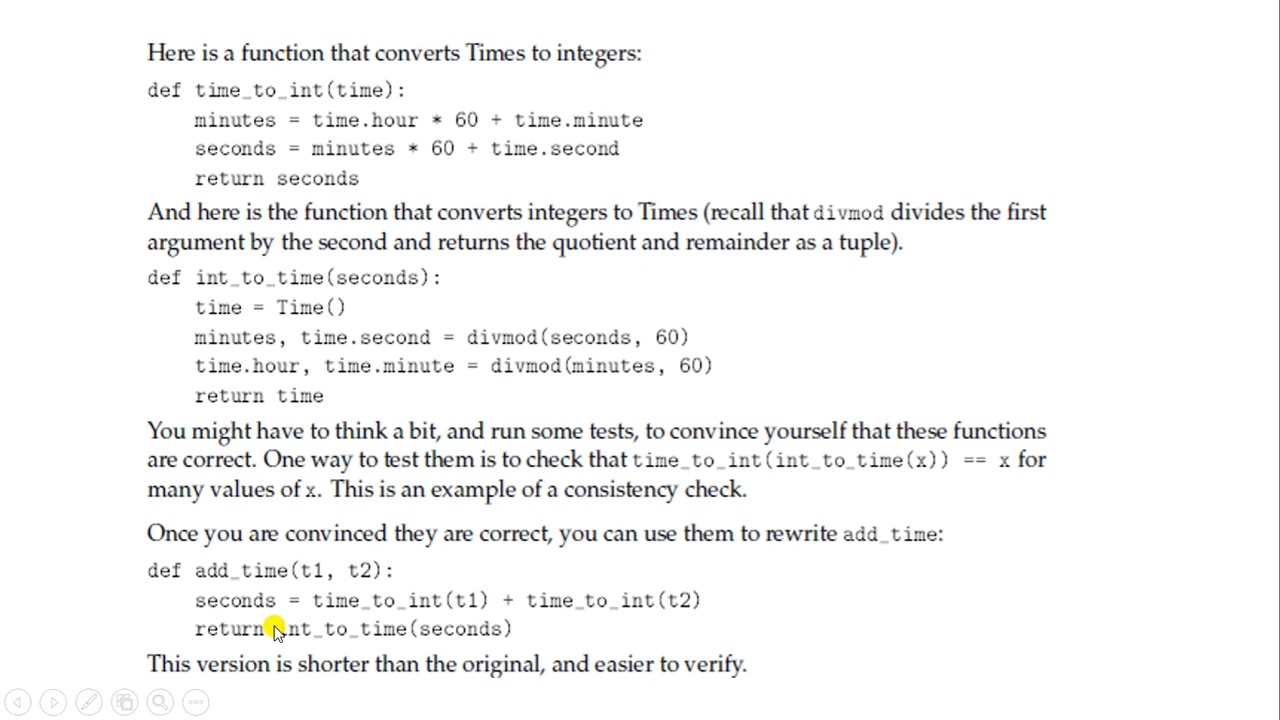 Here is a function that converts Times to integers:
def time_to_int(time):
    minutes = time.hour * 60 + time.minute
    seconds = minutes * 60 + time.second
    return seconds
And here is the function that converts integers to Times (recall that divmod divides the first
argument by the second and returns the quotient and remainder as a tuple).
def int_to_time(seconds):
    time = Time()
    minutes, time.second = divmod(seconds, 60)
    time.hour, time.minute = divmod(minutes, 60)
    return time
You might have to think a bit, and run some tests, to convince yourself that these functions
are correct. One way to test them is to check that time_to_int(int_to_time(x)) == x for
many values of x. This is an example of a consistency check.
Once you are convinced they are correct, you can use them to rewrite add_time:
def add_time(t1, t2):
    seconds = time_to_int(t1) + time_to_int(t2)
    return int_to_time(seconds)
This version is shorter than the original, and easier to verify.